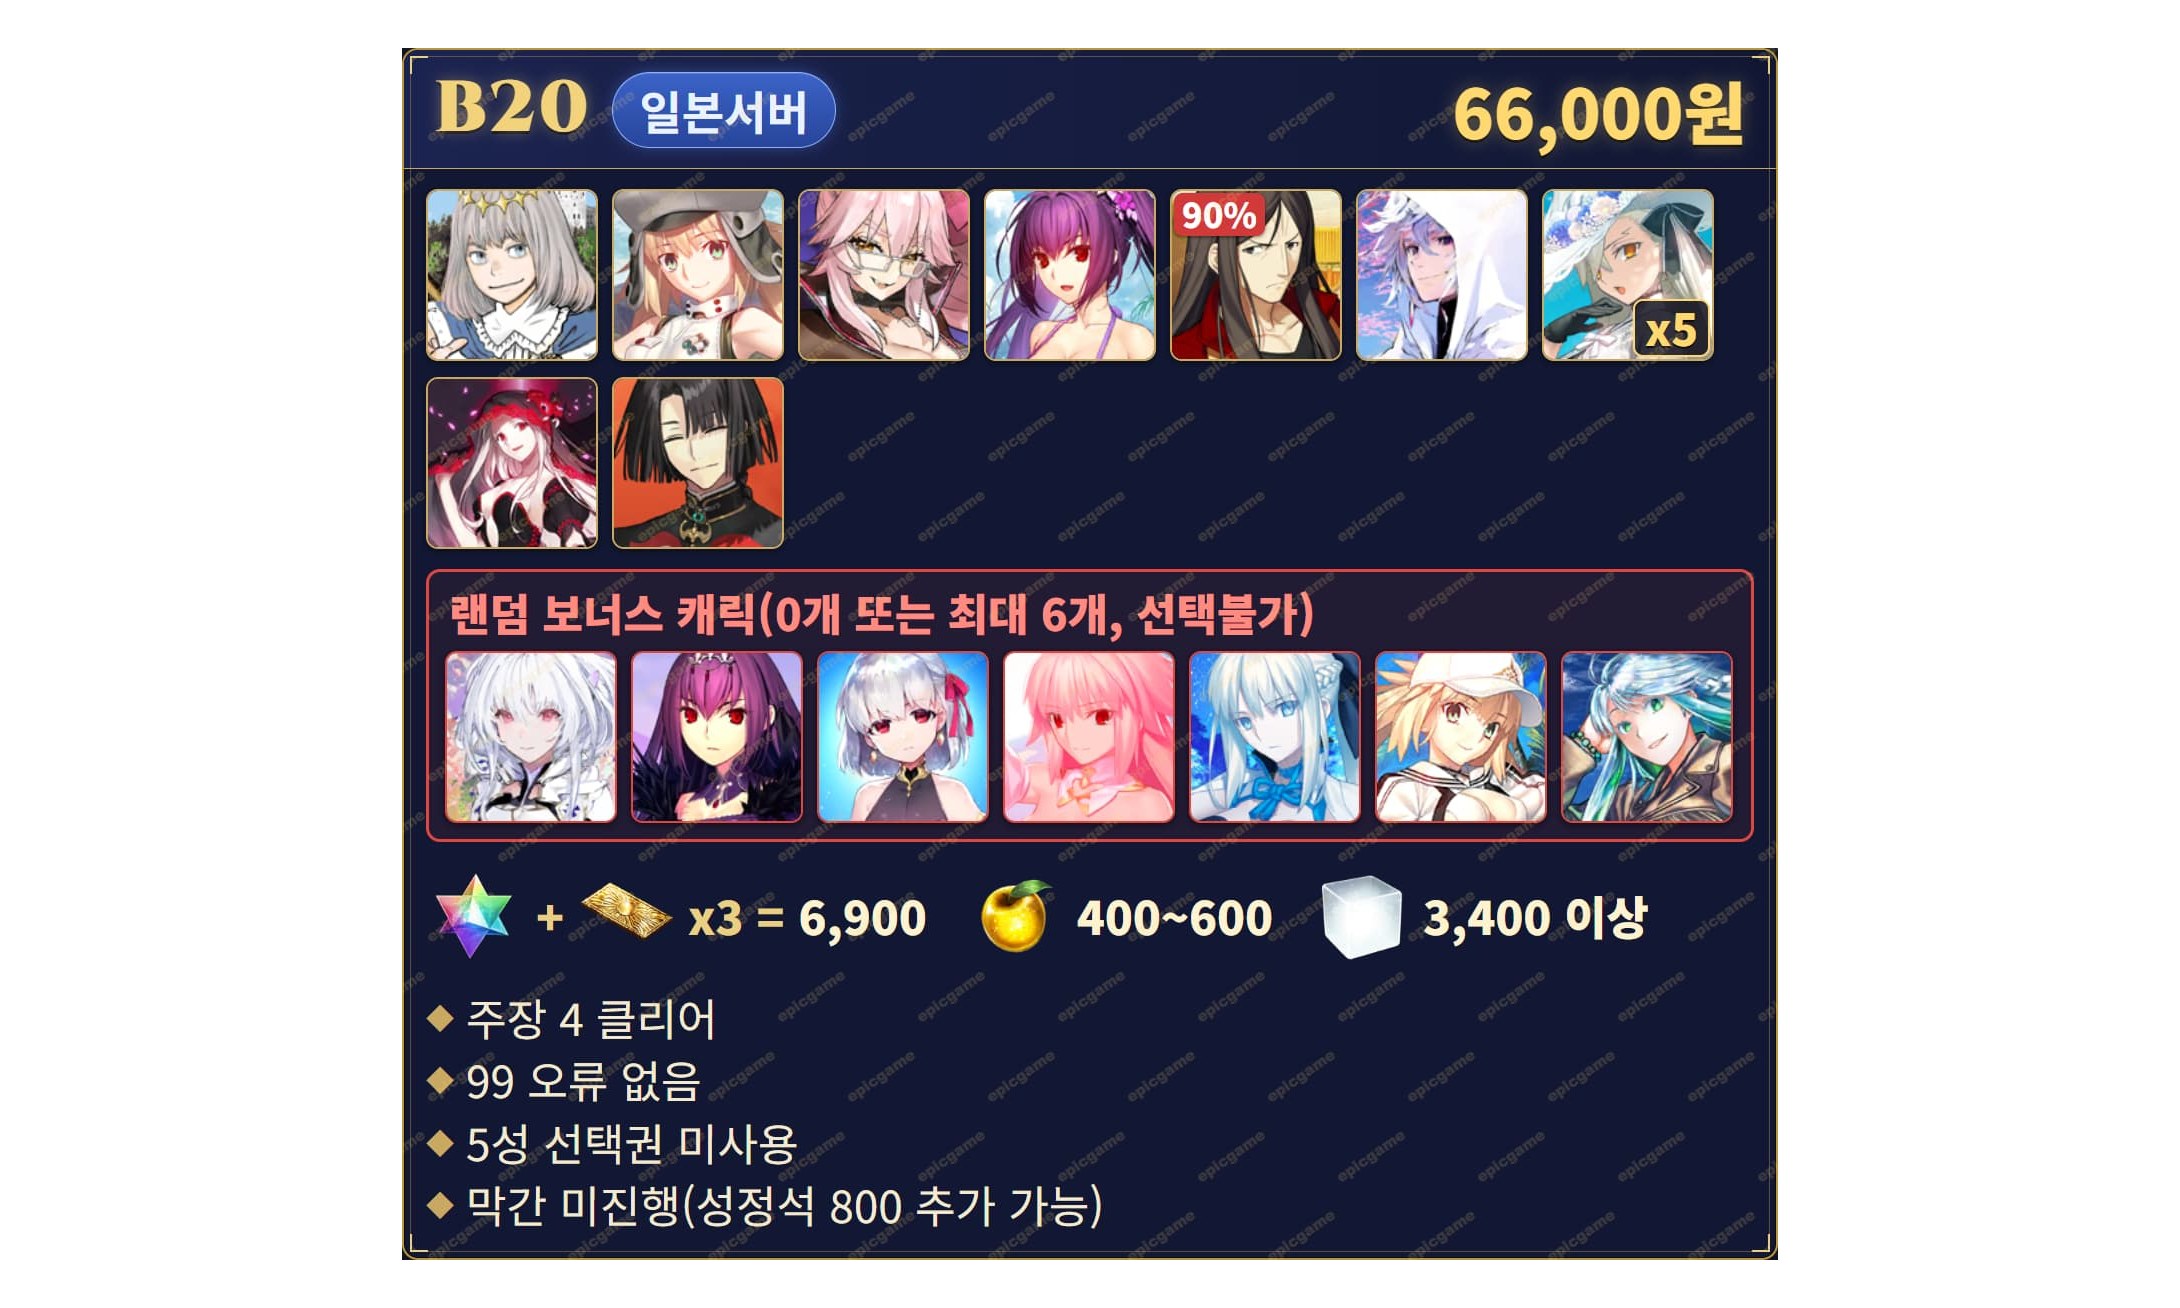 B20 일본서버 66,000원
90%
x5
랜덤 보너스 캐릭(0개 또는 최대 6개, 선택불가)
+ x3 = 6,900 400~600 3,400 이상
주장 4 클리어
99 오류 없음
5성 선택권 미사용
막간 미진행(성정석 800 추가 가능)
epicgame